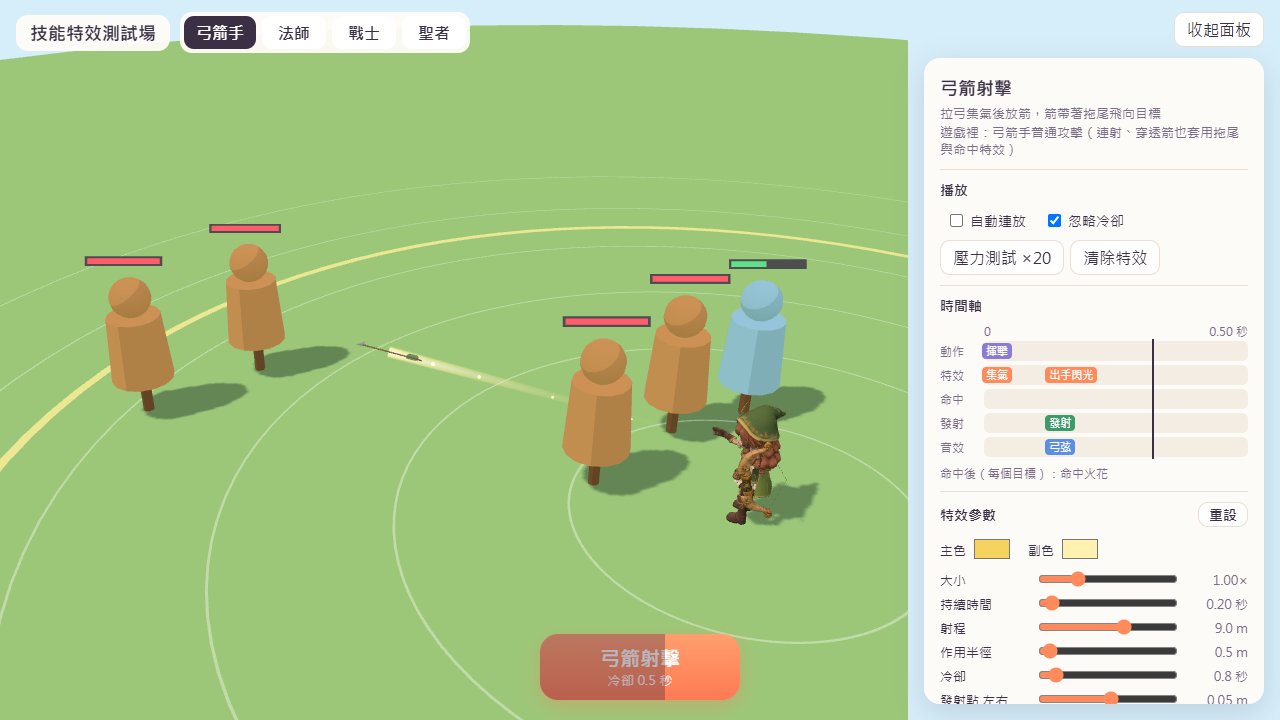 技能特效測試場
弓箭手
法師
戰士
聖者
收起面板
弓箭射擊
拉弓集氣後放箭，箭帶著拖尾飛向目標
遊戲裡：弓箭手普通攻擊（連射、穿透箭也套用拖尾
與命中特效）
播放
自動連放
忽略冷卻
壓力測試 ×20
清除特效
時間軸
0
0.50 秒
動作
揮擊
特效
集氣
出手閃光
命中
發射
發射
音效
弓弦
命中後（每個目標）：命中火花
特效參數
重設
主色
副色
大小
1.00×
持續時間
0.20 秒
射程
9.0 m
作用半徑
0.5 m
冷卻
0.8 秒
發射點 左右
0.05 m
弓箭射擊
冷卻 0.5 秒